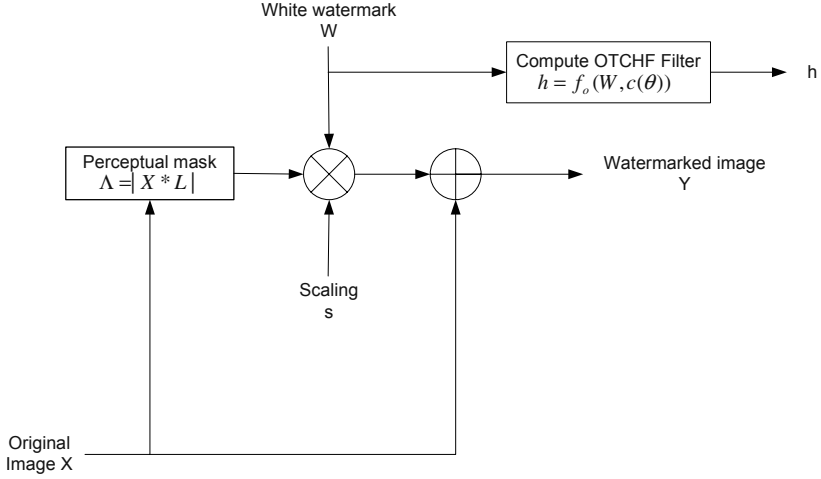 White watermark
W
Compute OTCHF Filter
h = f_o(W,c(θ))
h
Perceptual mask
Λ =| X * L |
Watermarked image
Y
Scaling
s
Original
Image X